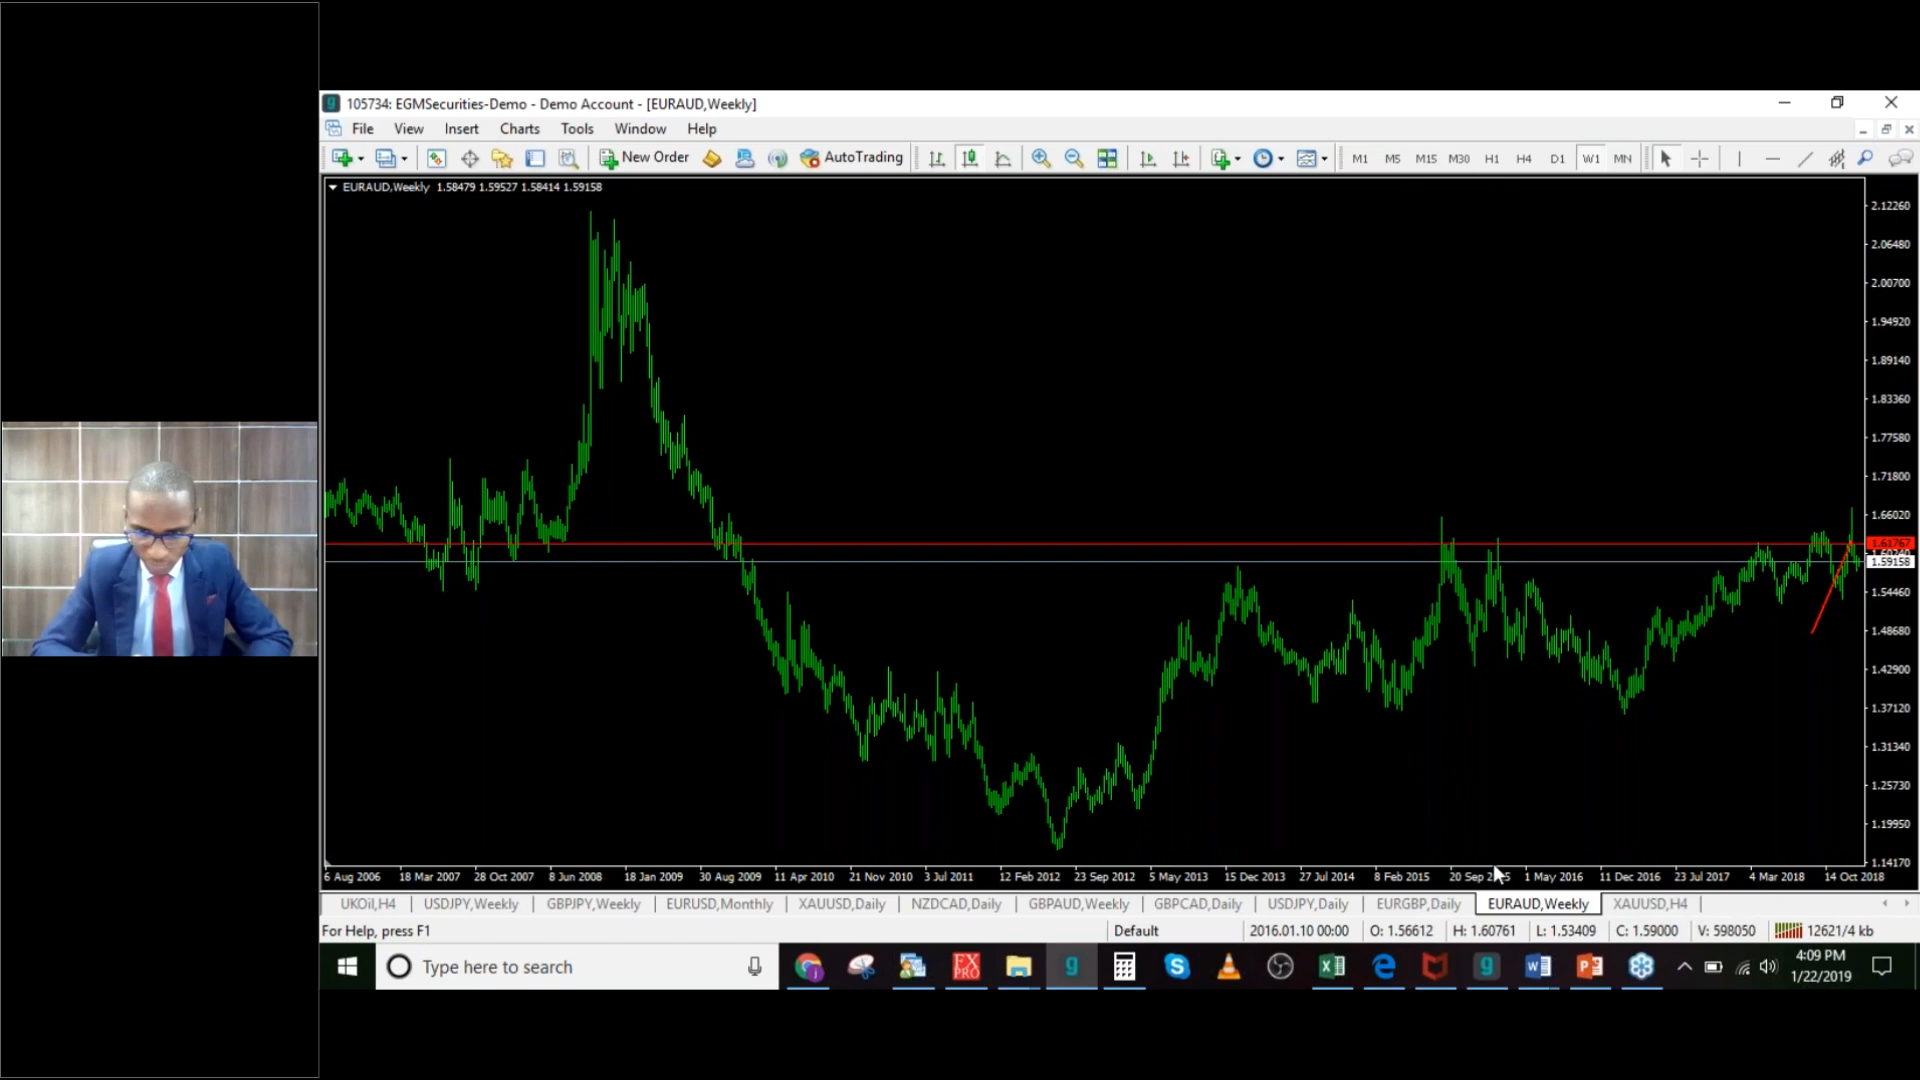 105734: EGMSecurities-Demo - Demo Account - [EURAUD,Weekly]
File View Insert Charts Tools Window Help
New Order AutoTrading M1 M5 M15 M30 H1 H4 D1 W1 MN
EURAUD,Weekly 1.58479 1.59527 1.58414 1.59158
2.12260
2.06480
2.00700
1.94920
1.89140
1.83360
1.77580
1.71800
1.66020
1.61767
1.59158
1.54460
1.48680
1.42900
1.37120
1.31340
1.25730
1.19950
1.14170
6 Aug 2006 18 Mar 2007 28 Oct 2007 8 Jun 2008 18 Jan 2009 30 Aug 2009 11 Apr 2010 21 Nov 2010 3 Jul 2011 12 Feb 2012 23 Sep 2012 5 May 2013 15 Dec 2013 27 Jul 2014 8 Feb 2015 20 Sep 1 May 2016 11 Dec 2016 23 Jul 2017 4 Mar 2018 14 Oct 2018
UKOil,H4 USDJPY,Weekly GBPJPY,Weekly EURUSD,Monthly XAUUSD,Daily NZDCAD,Daily GBPAUD,Weekly GBPCAD,Daily USDJPY,Daily EURGBP,Daily EURAUD,Weekly XAUUSD,H4
For Help, press F1 Default 2016.01.10 00:00 O: 1.56612 H: 1.60761 L: 1.53409 C: 1.59000 V: 598050 12621/4 kb
Type here to search FX PRO 4:09 PM
1/22/2019